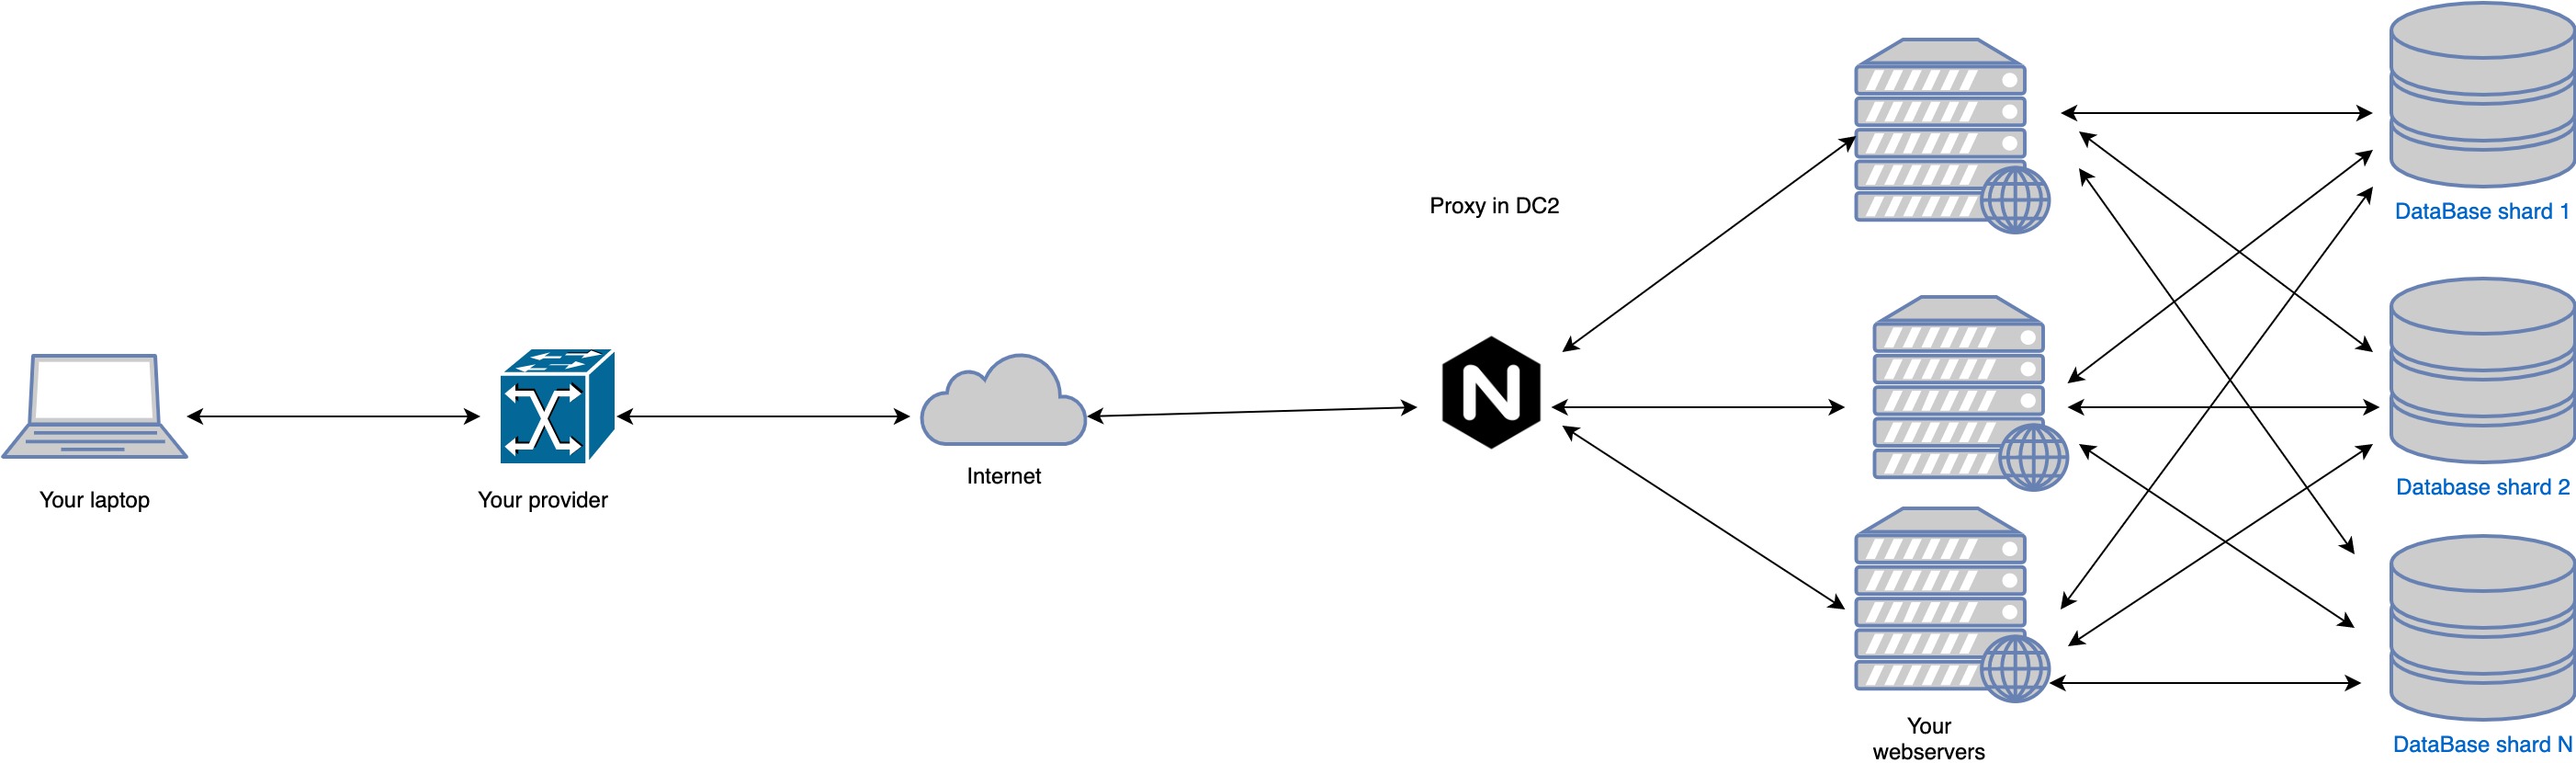 Your laptop
Your provider
Internet
Proxy in DC2
N
Your
webservers
DataBase shard 1
Database shard 2
DataBase shard N